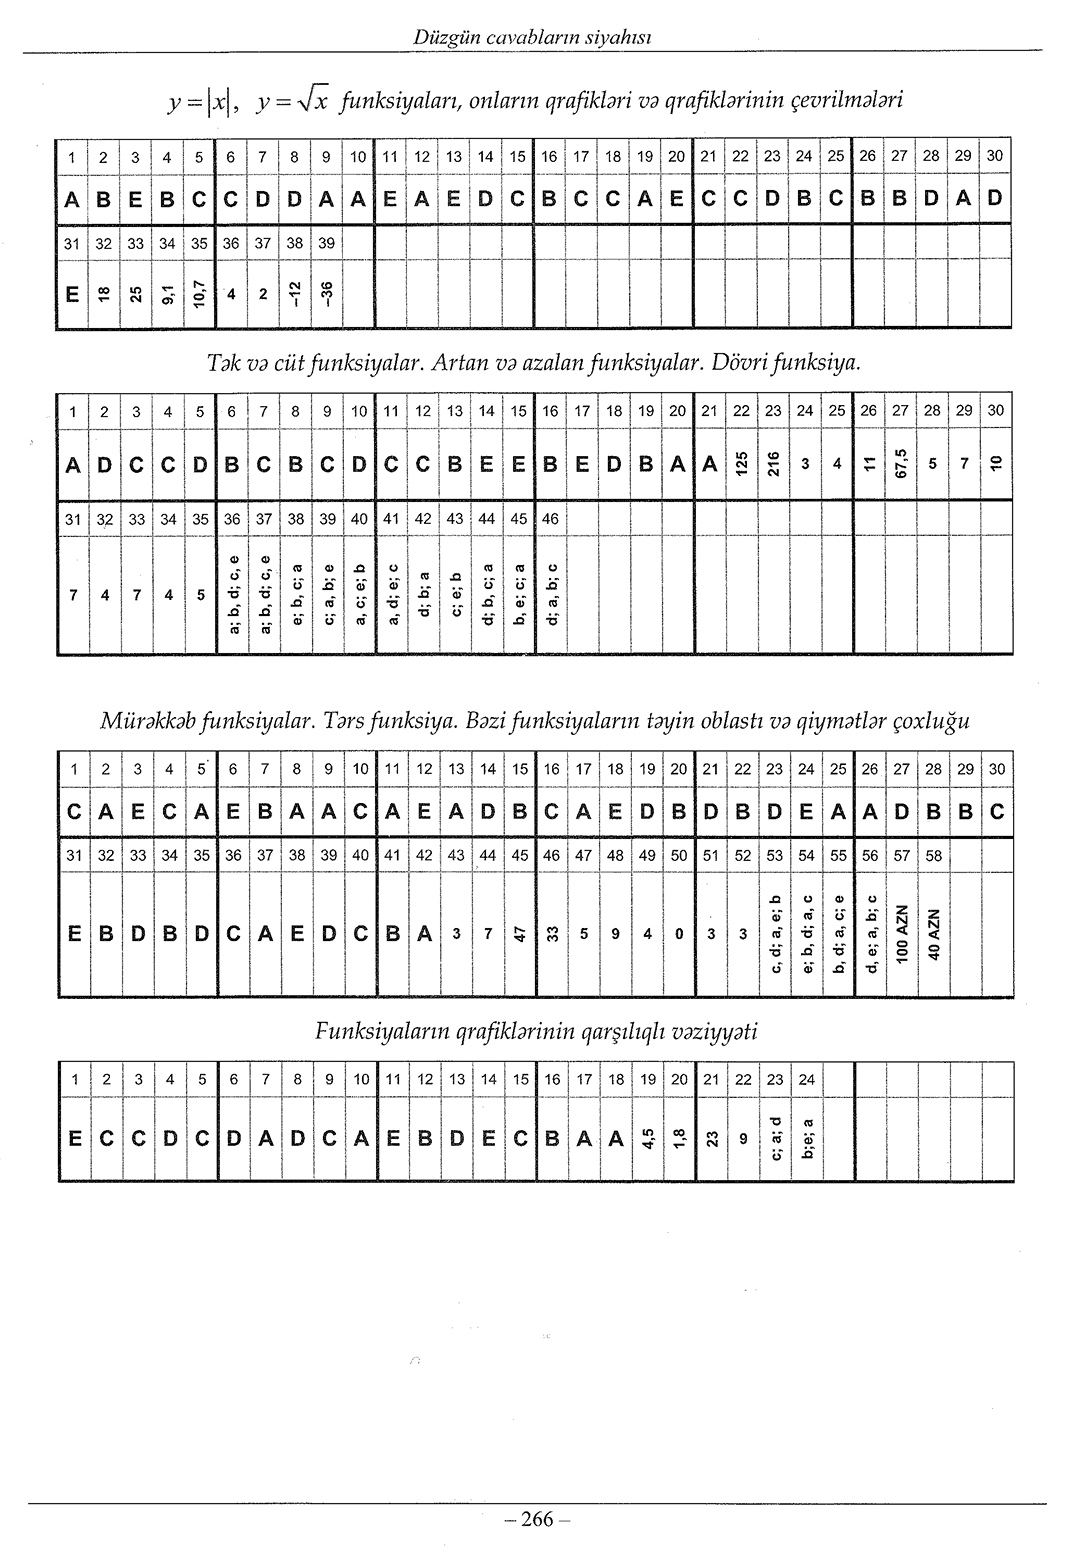 Düzgün cavabların siyahısı
y = |x|, y = √x funksiyaları, onların qrafikləri və qrafiklərinin çevrilmələri
1 2 3 4 5 6 7 8 9 10 11 12 13 14 15 16 17 18 19 20 21 22 23 24 25 26 27 28 29 30
A B E B C C D D A A E A E D C B C C A E C C D B C B B D A D
31 32 33 34 35 36 37 38 39
E 18 25 9,1 10,7 4 2 –12 –36
Tək və cüt funksiyalar. Artan və azalan funksiyalar. Dövri funksiya.
1 2 3 4 5 6 7 8 9 10 11 12 13 14 15 16 17 18 19 20 21 22 23 24 25 26 27 28 29 30
A D C C D B C B C D C C B E E B E D B A A 125 216 3 4 11 67,5 5 7 10
31 32 33 34 35 36 37 38 39 40 41 42 43 44 45 46
7 4 7 4 5 a; b, d; c, e a; b, d; c, e e; b, c; a c; a, b; e a, c; e; b a, d; e; c d; b; a c; e; b d; b, c; a b, e; c; a d; a, b; c
Mürəkkəb funksiyalar. Tərs funksiya. Bəzi funksiyaların təyin oblastı və qiymətlər çoxluğu
1 2 3 4 5 6 7 8 9 10 11 12 13 14 15 16 17 18 19 20 21 22 23 24 25 26 27 28 29 30
C A E C A E B A A C A E A D B C A E D B D B D E A A D B B C
31 32 33 34 35 36 37 38 39 40 41 42 43 44 45 46 47 48 49 50 51 52 53 54 55 56 57 58
E B D B D C A E D C B A 3 7 47 33 5 9 4 0 3 3 c, d; a, e; b e; b, d; a, c b, d; a, c; e d, e; a, b; c 100 AZN 40 AZN
Funksiyaların qrafiklərinin qarşılıqlı vəziyyəti
1 2 3 4 5 6 7 8 9 10 11 12 13 14 15 16 17 18 19 20 21 22 23 24
E C C D C D A D C A E B D E C B A A 4,5 1,8 23 9 c; a; d b;e; a
– 266 –